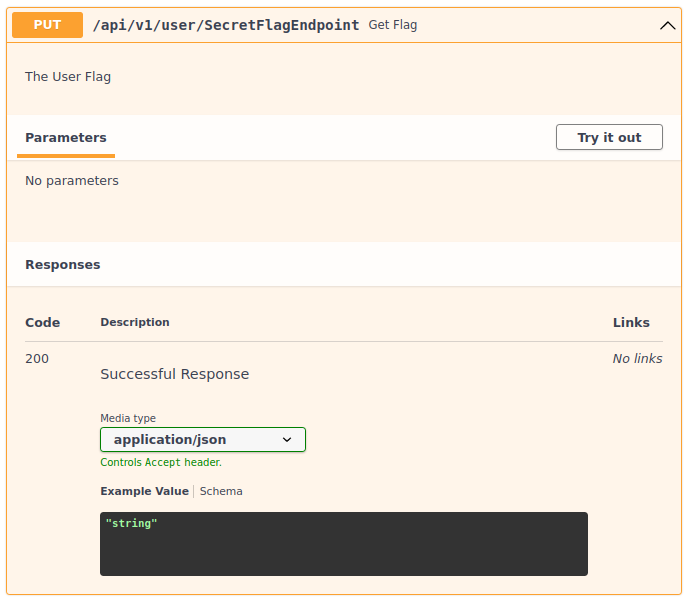 PUT /api/v1/user/SecretFlagEndpoint Get Flag
The User Flag
Parameters Try it out
No parameters
Responses
Code Description Links
200 No links
Successful Response
Media type
application/json
Controls Accept header.
Example Value Schema
"string"